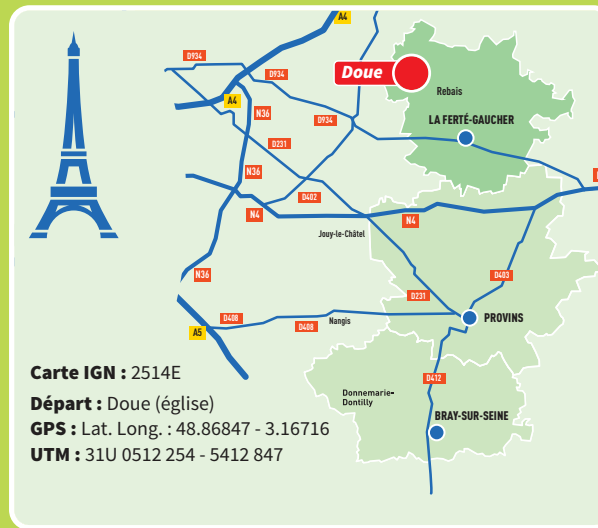 A4
D934
D934
A4
Doue
Rebais
N36
D934
LA FERTÉ-GAUCHER
D231
N36
D402
N4
N4
Jouy-le-Châtel
N36
D403
D231
D408
D408
Nangis
PROVINS
A5
D412
Donnemarie-
Dontilly
BRAY-SUR-SEINE
Carte IGN : 2514E
Départ : Doue (église)
GPS : Lat. Long. : 48.86847 - 3.16716
UTM : 31U 0512 254 - 5412 847